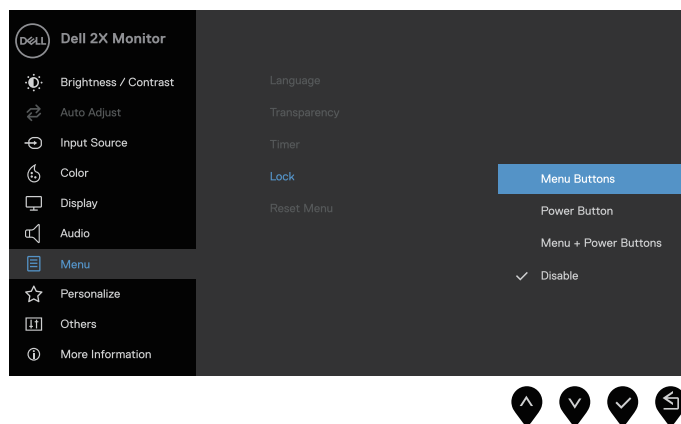 DELL
Dell 2X Monitor
Brightness / Contrast
Auto Adjust
Input Source
Color
Display
Audio
Menu
Personalize
Others
More Information
Language
Transparency
Timer
Lock
Reset Menu
Menu Buttons
Power Button
Menu + Power Buttons
Disable